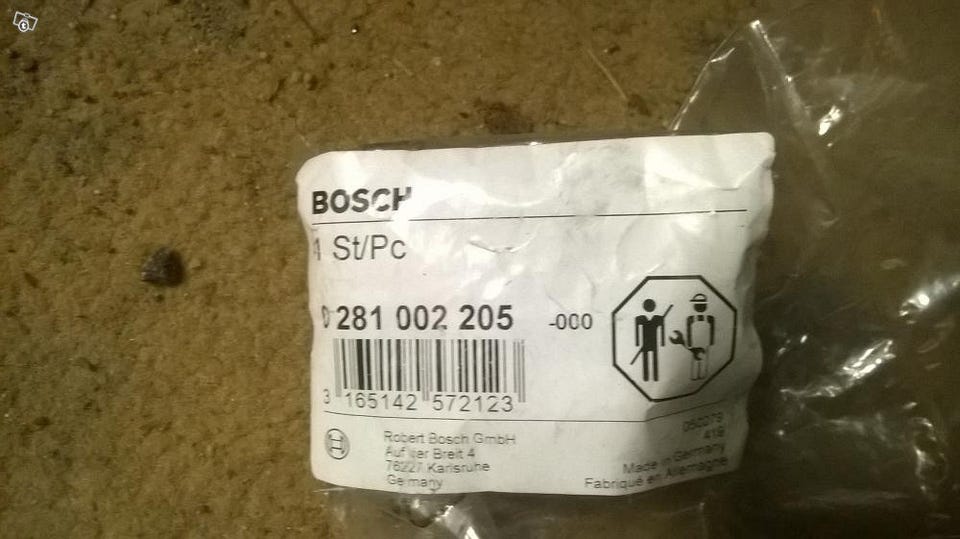 BOSCH
1 St/Pc
0 281 002 205 -000
3 165142 572123
Robert Bosch GmbH
Auf der Breit 4
76227 Karlsruhe
Germany
419
Made in Germany
Fabriqué en Allemagne